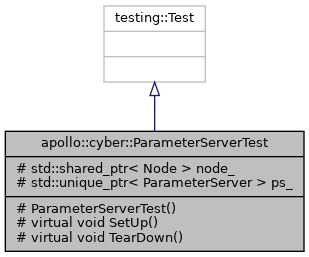 testing::Test
apollo::cyber::ParameterServerTest
# std::shared_ptr< Node > node_
# std::unique_ptr< ParameterServer > ps_
# ParameterServerTest()
# virtual void SetUp()
# virtual void TearDown()